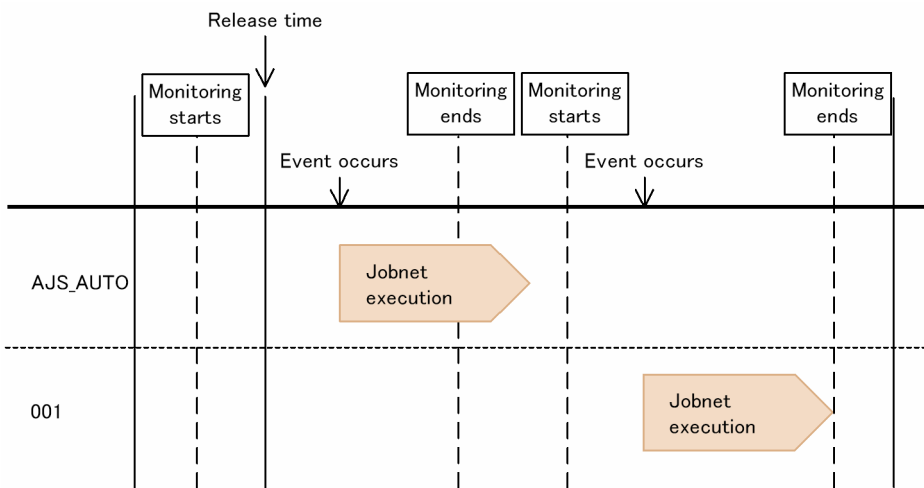 Release time
Monitoring
starts
Monitoring
ends
Monitoring
starts
Monitoring
ends
Event occurs
Event occurs
AJS_AUTO
Jobnet
execution
001
Jobnet
execution